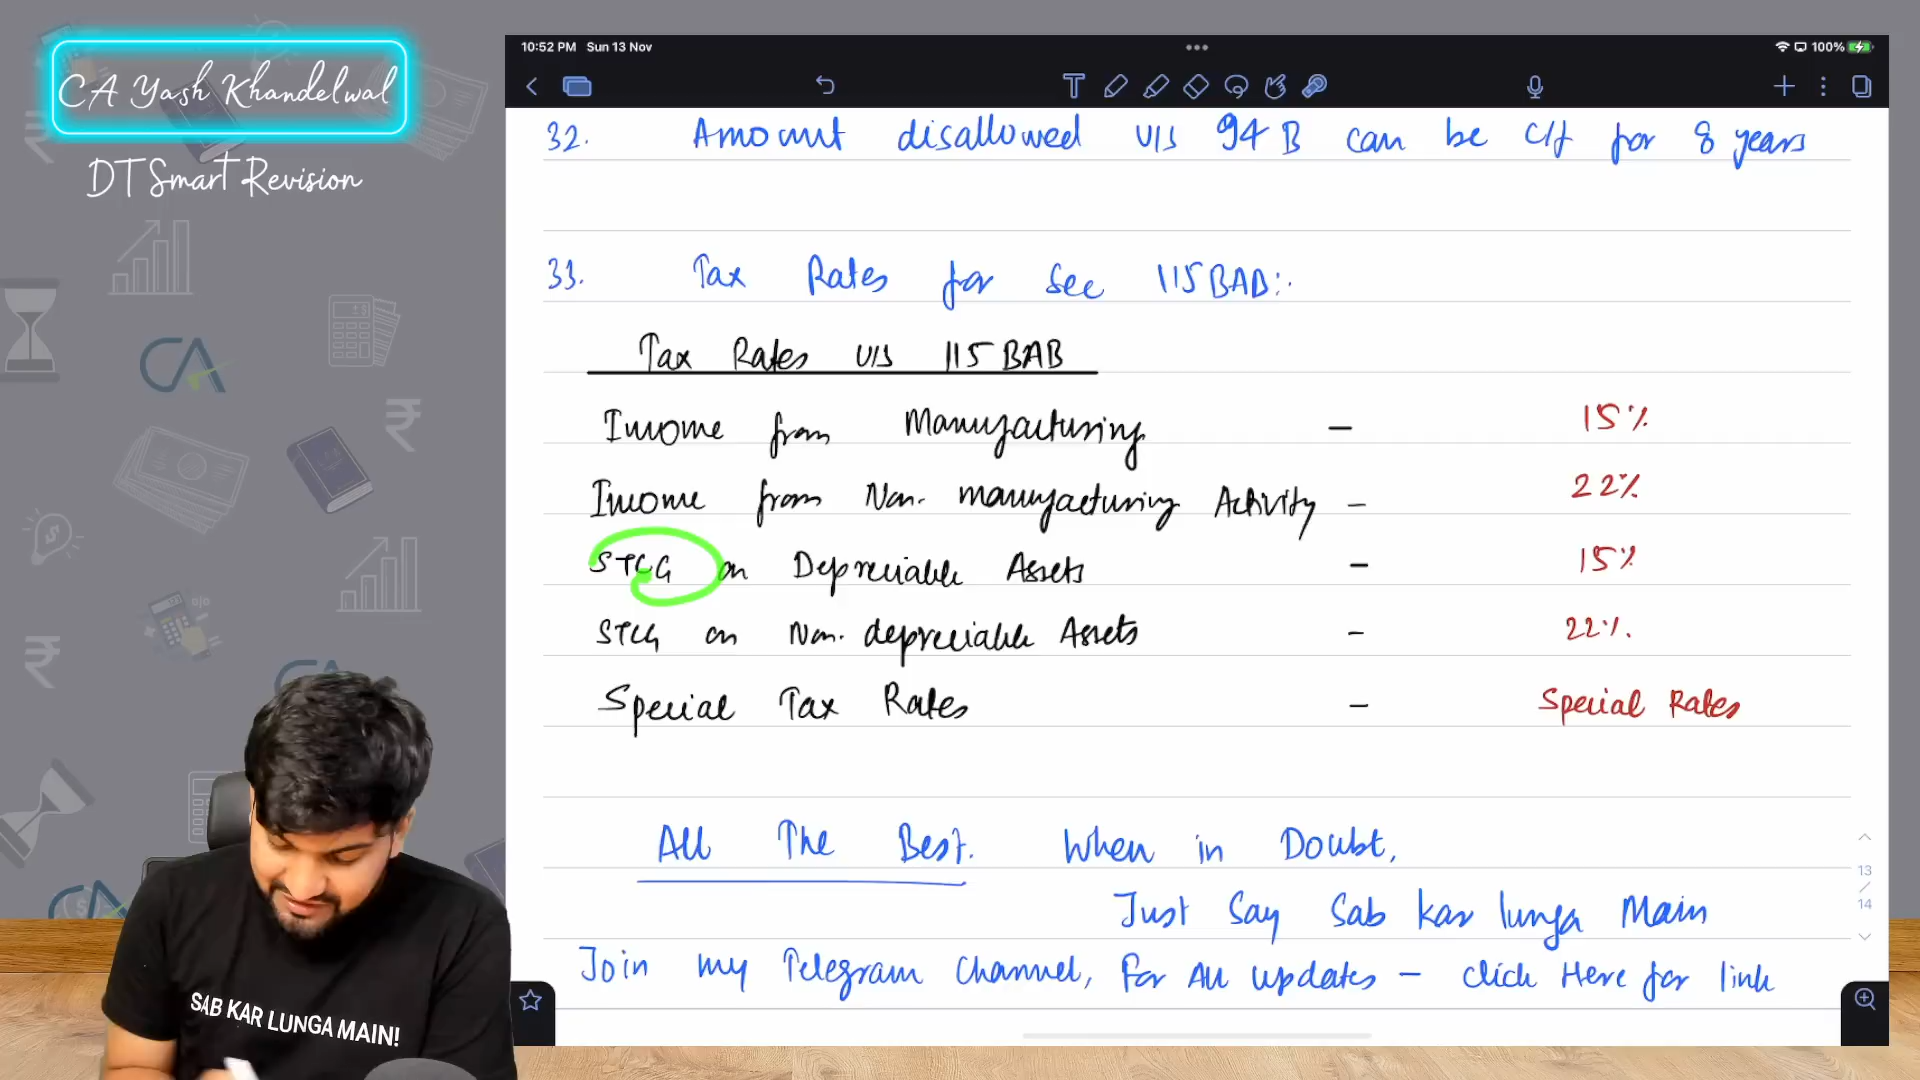 CA Yash Khandelwal
DT Smart Revision
10:52 PM Sun 13 Nov
100%
32. Amount disallowed u/s 94B can be c/f for 8 years
33. Tax Rates for Sec 115BAB:
Tax Rates u/s 115BAB
Income from Manufacturing - 15%
Income from Non-manufacturing Activity - 22%
STCG on Depreciable Assets - 15%
STCG on Non-depreciable Assets - 22%.
Special Tax Rates - Special Rates
All The Best. When in Doubt,
Just Say Sab kar lunga Main
Join my Telegram Channel, For All updates - Click Here for link
13
/
14
SAB KAR LUNGA MAIN!
CA